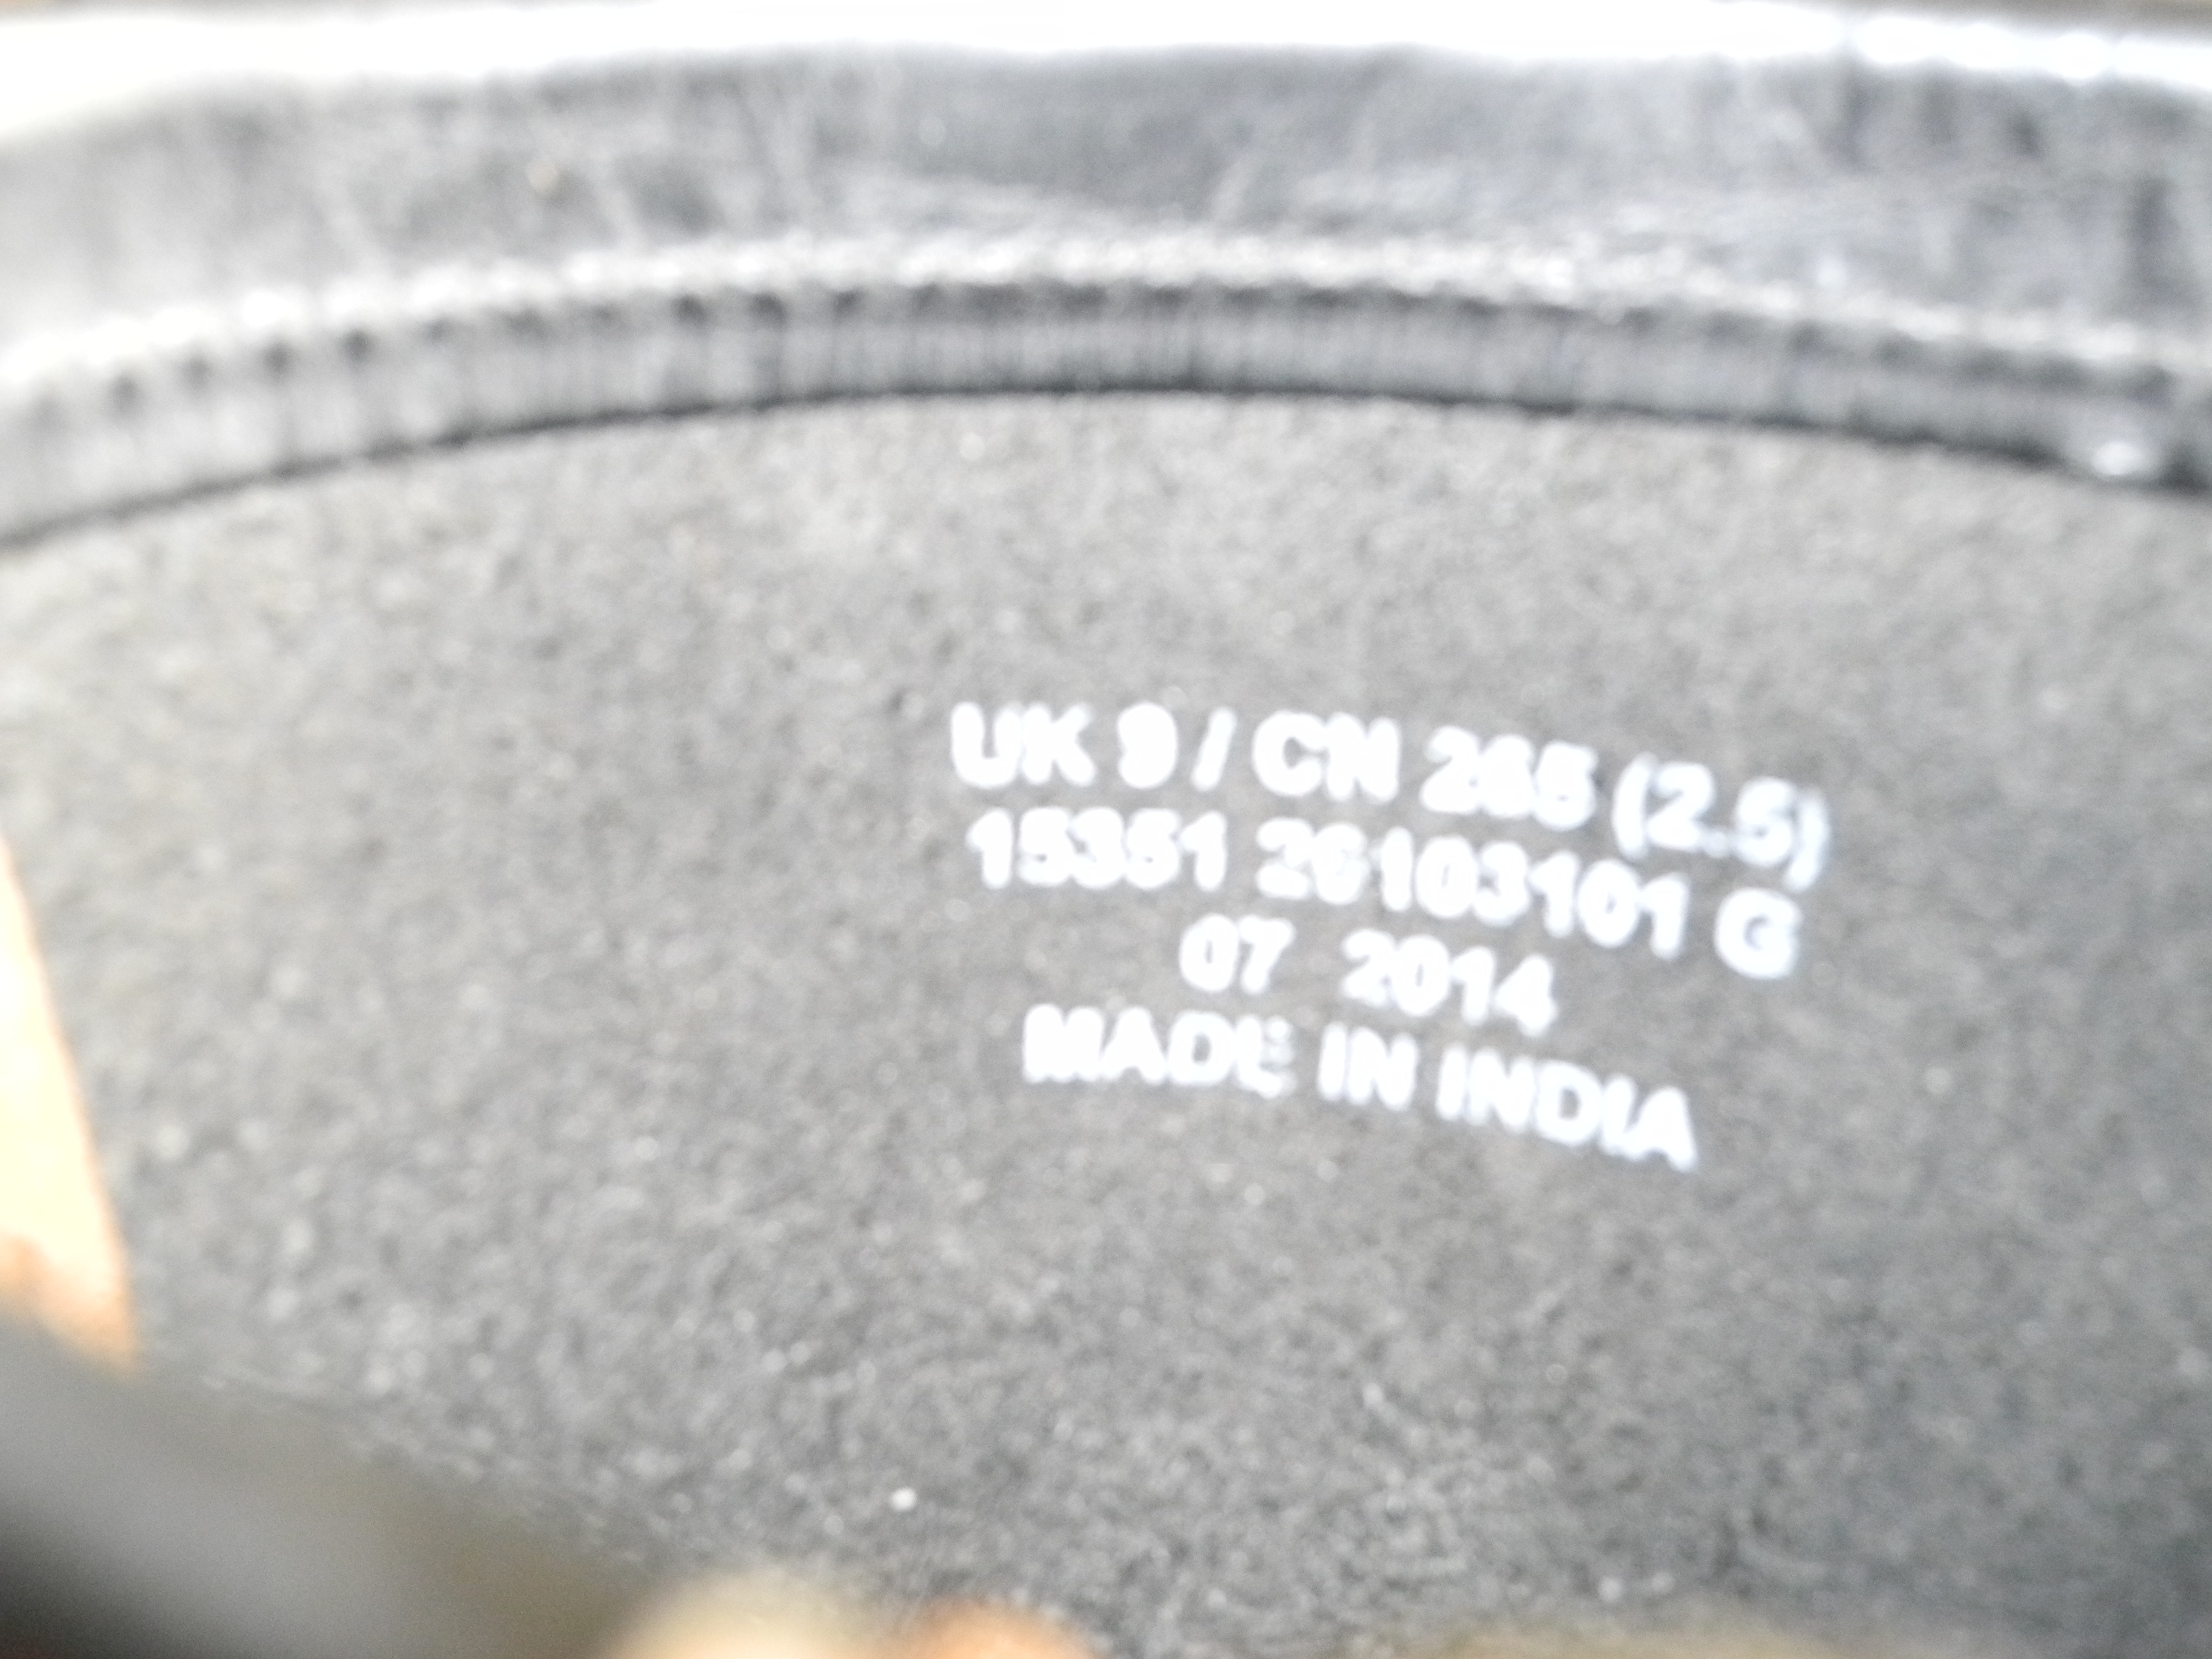 UK 9 / CN 265 (2.5)
15351 26103101 G
07 2014
MADE IN INDIA